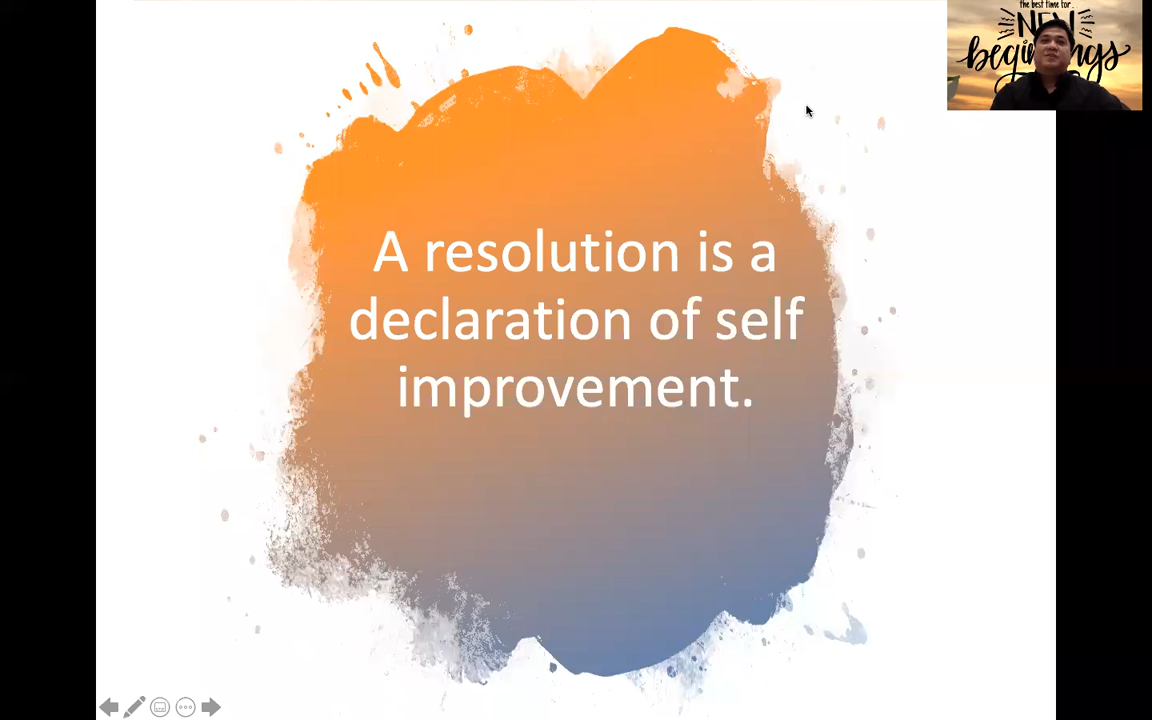 the best time for..
NEW
beginnings
A resolution is a
declaration of self
improvement.